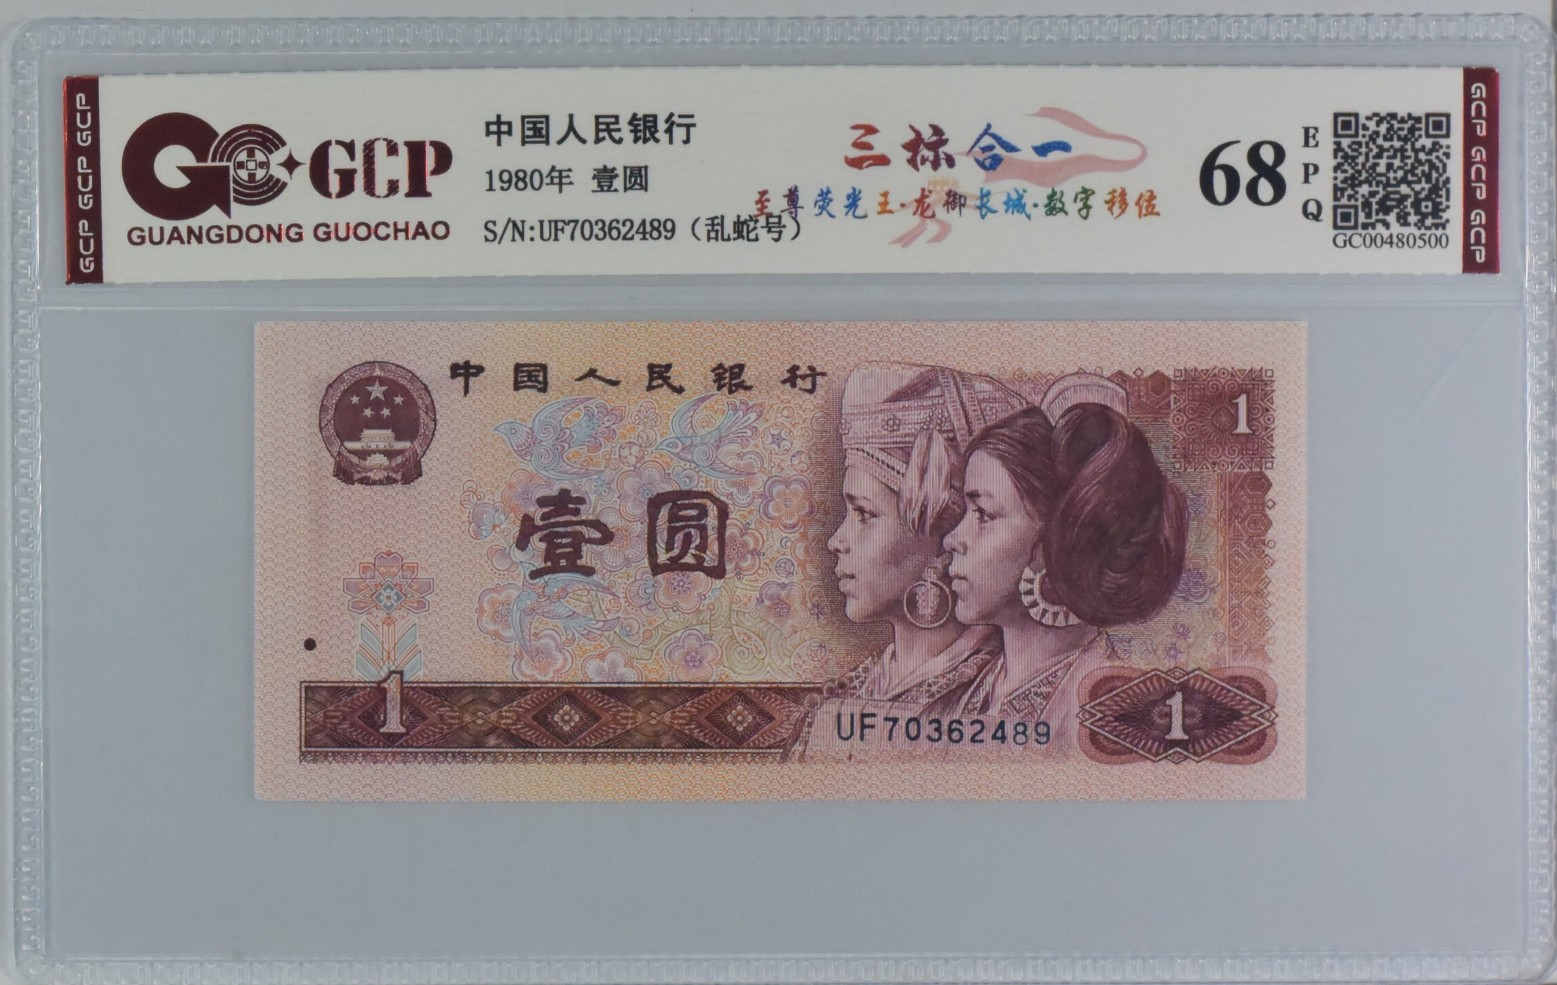 GCP GCP GCP
GCP
GUANGDONG GUOCHAO
中国人民银行
1980年 壹圆
S/N:UF70362489（乱蛇号）
三标合一
至尊荧光王·龙御长城·数字移位
68
EPQ
GC00480500
GCP GCP GCP
中国人民银行
1
壹圆
1
UF70362489
1